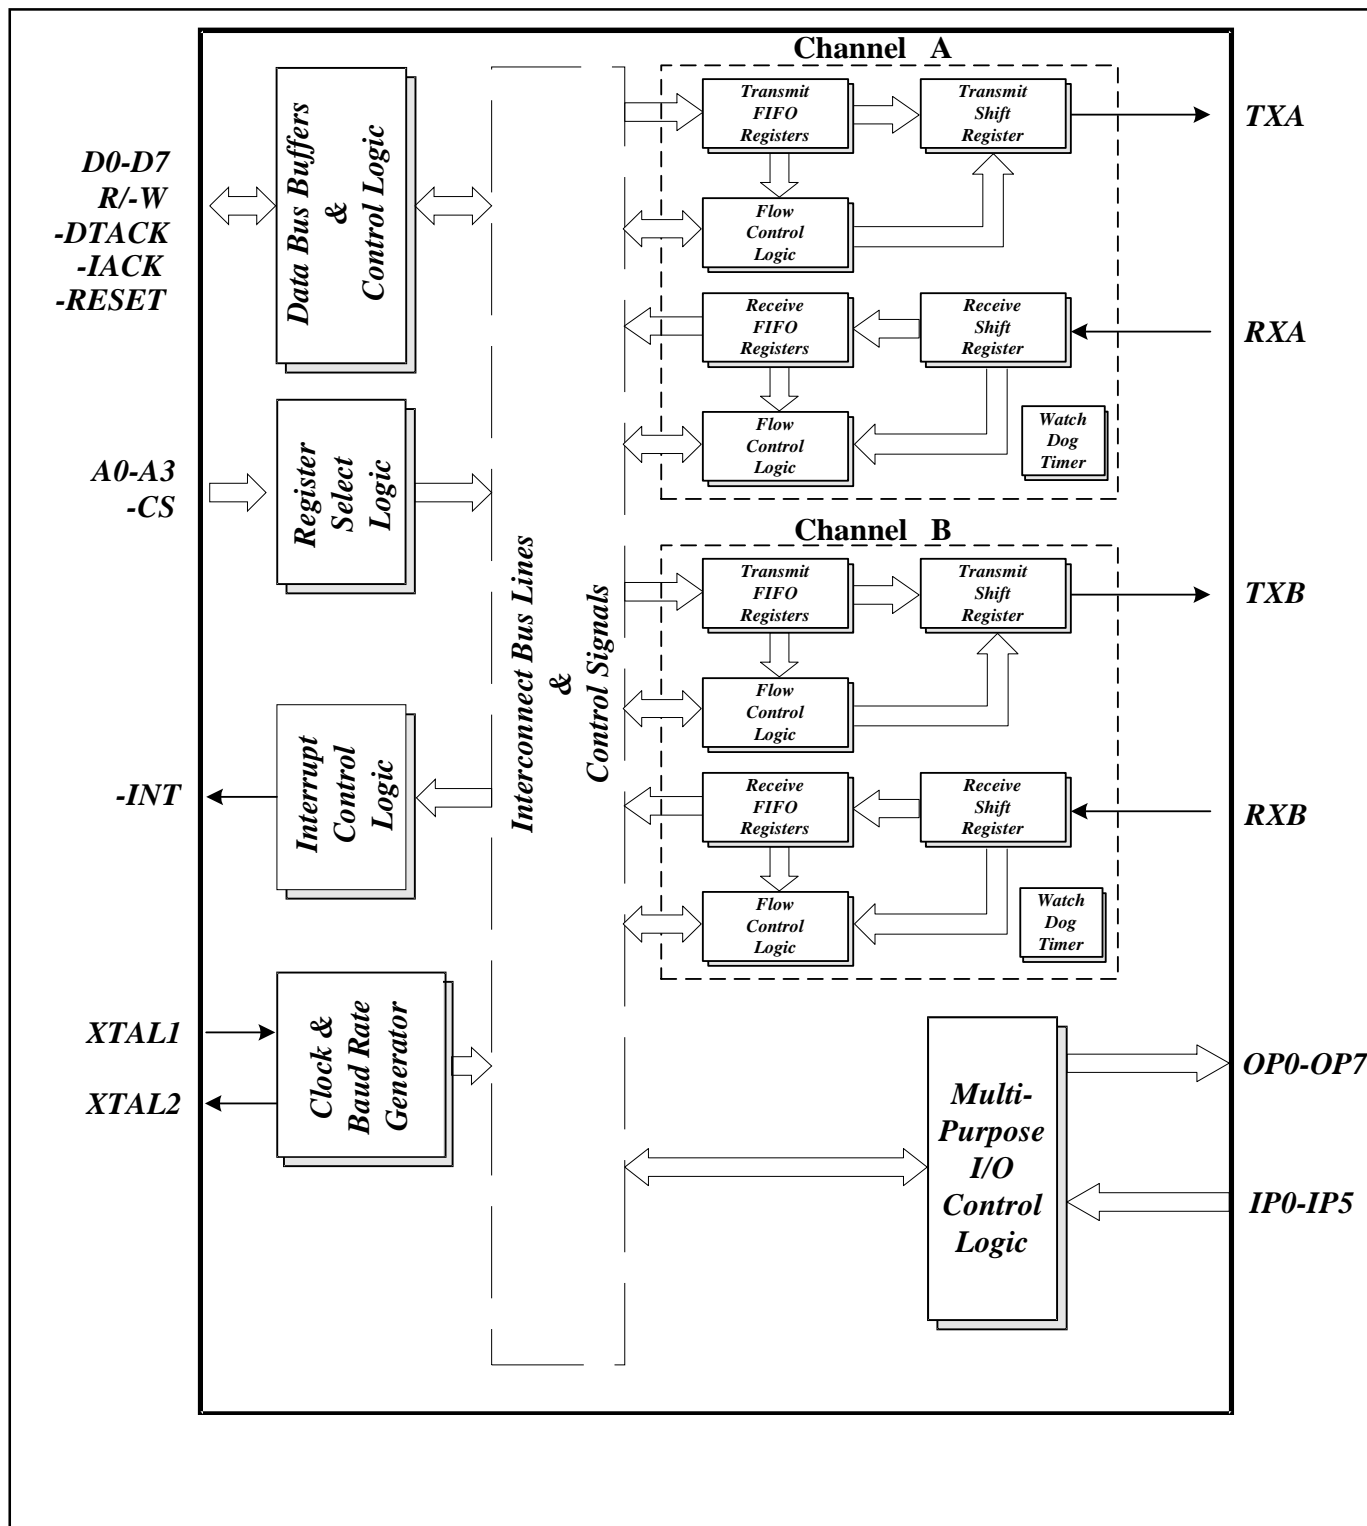 D0-D7
R/-W
-DTACK
-IACK
-RESET
A0-A3
-CS
-INT
XTAL1
XTAL2
Data Bus Buffers
&
Control Logic
Register
Select
Logic
Interrupt
Control
Logic
Clock &
Baud Rate
Generator
Interconnect Bus Lines
&
Control Signals
Channel A
Transmit
FIFO
Registers
Transmit
Shift
Register
Flow
Control
Logic
Receive
FIFO
Registers
Receive
Shift
Register
Flow
Control
Logic
Watch
Dog
Timer
Channel B
Transmit
FIFO
Registers
Transmit
Shift
Register
Flow
Control
Logic
Receive
FIFO
Registers
Receive
Shift
Register
Flow
Control
Logic
Watch
Dog
Timer
Multi-
Purpose
I/O
Control
Logic
TXA
RXA
TXB
RXB
OP0-OP7
IP0-IP5